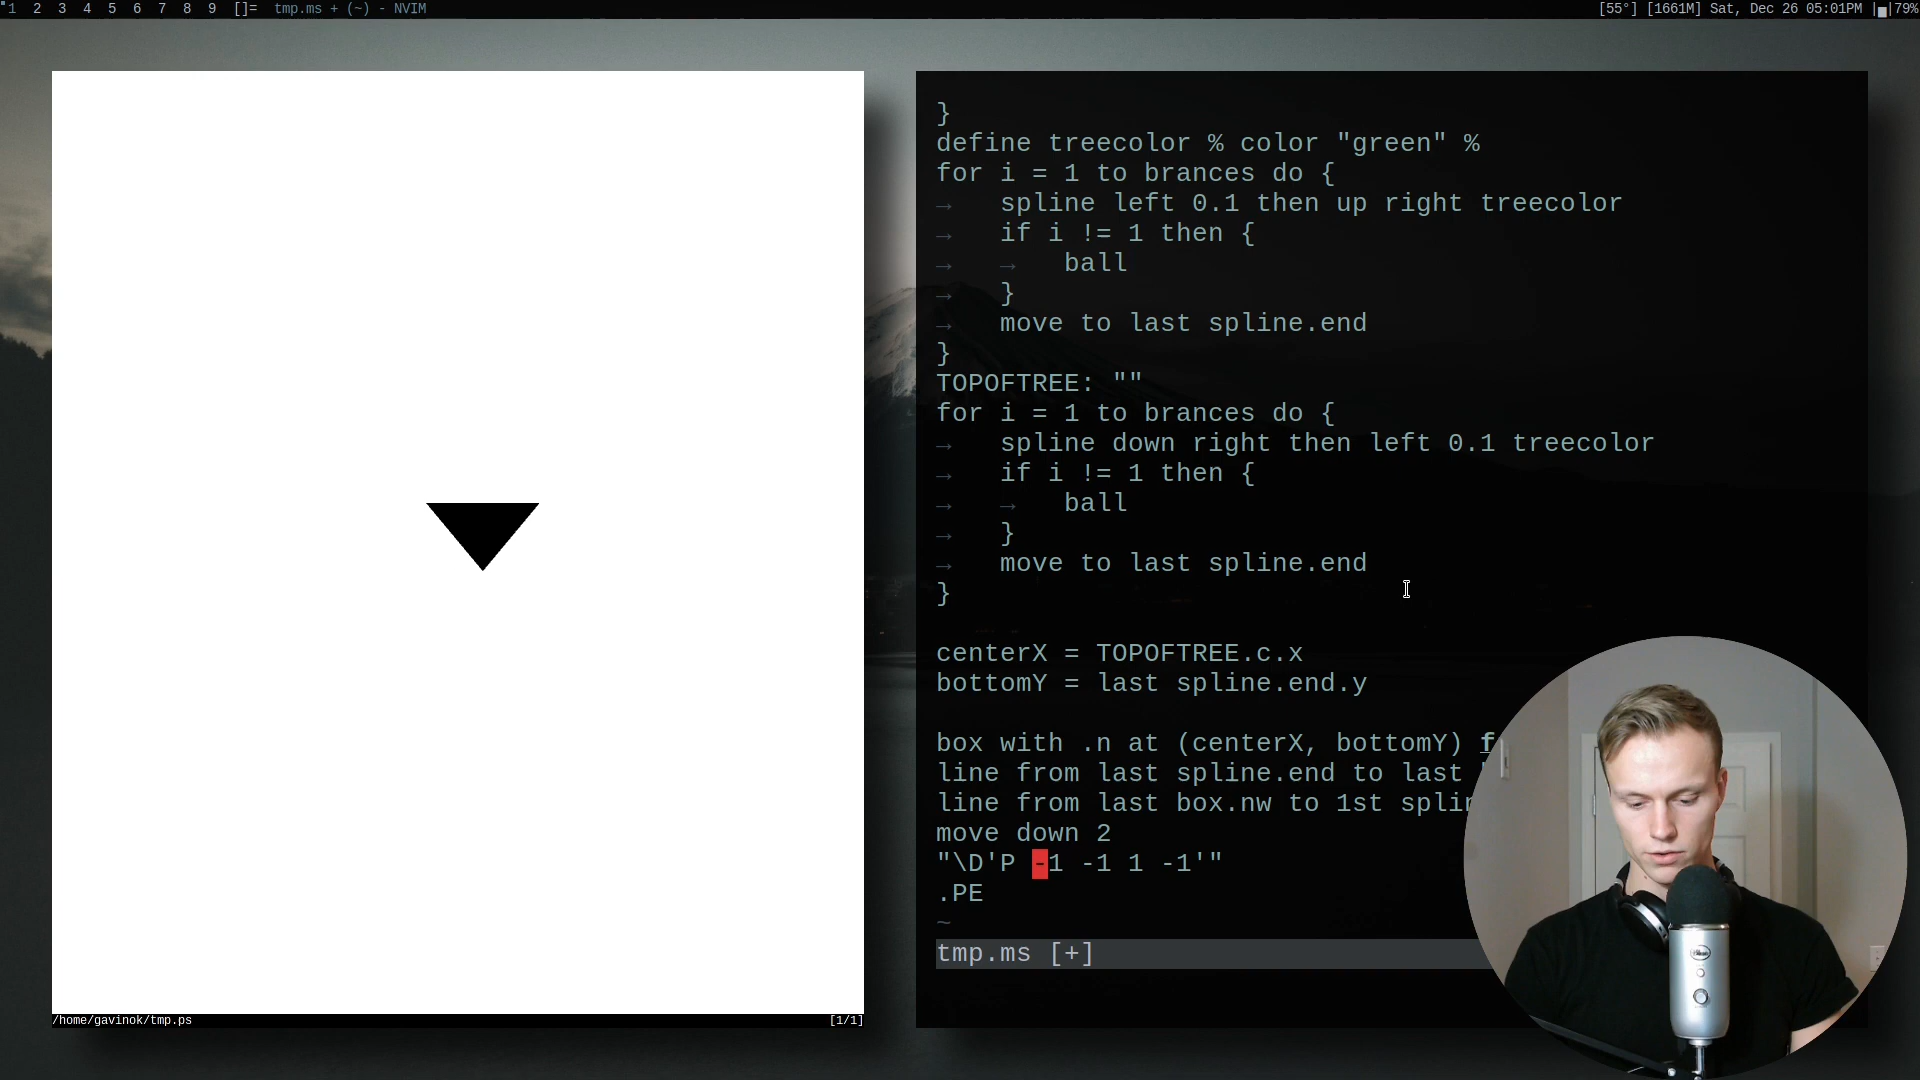 1 2 3 4 5 6 7 8 9 []= tmp.ms + (~) - NVIM
[55°] [1661M] Sat, Dec 26 05:01PM |▄|79%
/home/gavinok/tmp.ps [1/1]
}
define treecolor % color "green" %
for i = 1 to brances do {
→ spline left 0.1 then up right treecolor
→ if i != 1 then {
→ → ball
→ }
→ move to last spline.end
}
TOPOFTREE: ""
for i = 1 to brances do {
→ spline down right then left 0.1 treecolor
→ if i != 1 then {
→ → ball
→ }
→ move to last spline.end
}
centerX = TOPOFTREE.c.x
bottomY = last spline.end.y
box with .n at (centerX, bottomY) f
line from last spline.end to last
line from last box.nw to 1st splin
move down 2
"\D'P -1 -1 1 -1'"
.PE
~
tmp.ms [+]